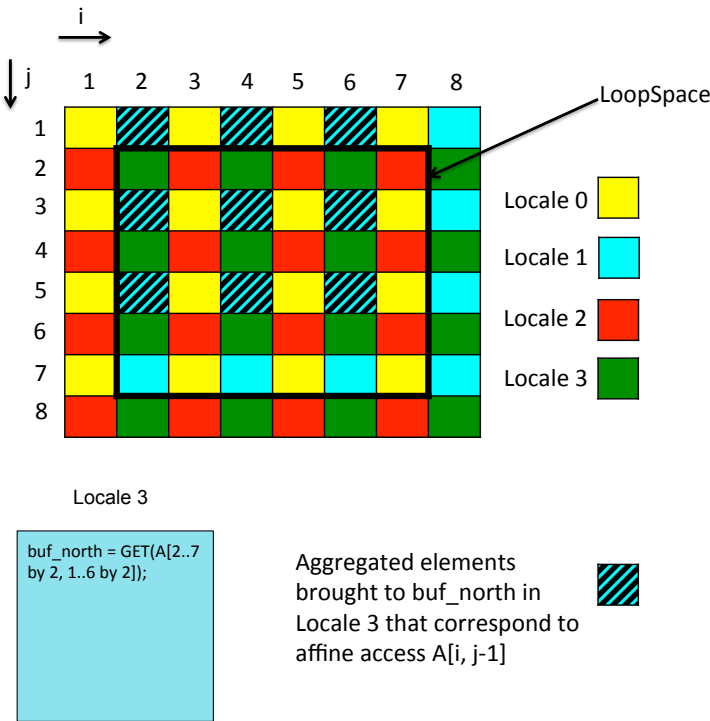 i
j
1 2 3 4 5 6 7 8
LoopSpace
1
2
3
4
5
6
7
8
Locale 0
Locale 1
Locale 2
Locale 3
Locale 3
buf_north = GET(A[2..7
by 2, 1..6 by 2]);
Aggregated elements
brought to buf_north in
Locale 3 that correspond to
affine access A[i, j-1]